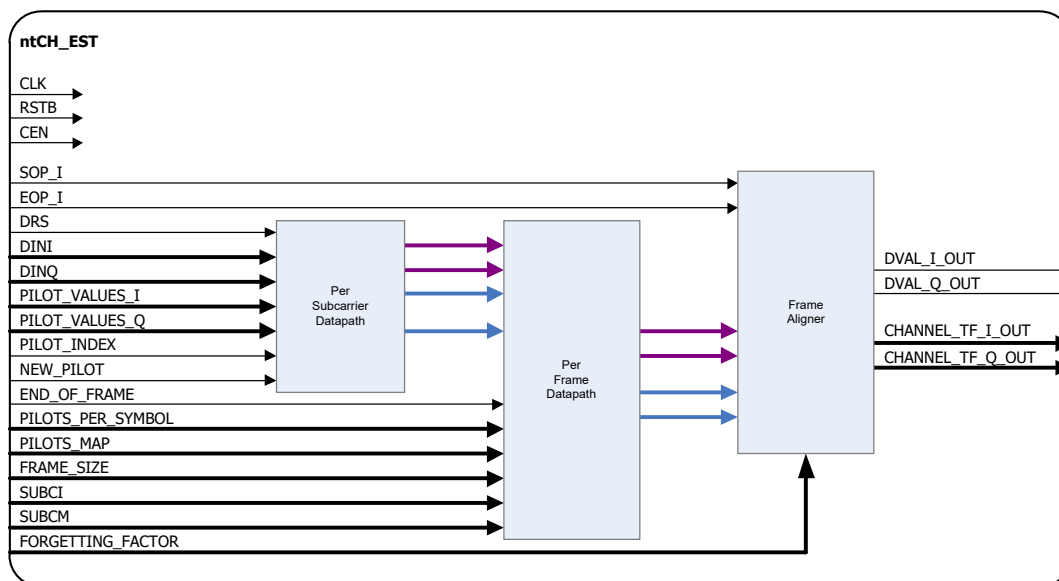 ntCH_EST
CLK
RSTB
CEN
SOP_I
EOP_I
DRS
DINI
DINQ
PILOT_VALUES_I
PILOT_VALUES_Q
PILOT_INDEX
NEW_PILOT
END_OF_FRAME
PILOTS_PER_SYMBOL
PILOTS_MAP
FRAME_SIZE
SUBCI
SUBCM
FORGETTING_FACTOR
Per
Subcarrier
Datapath
Per
Frame
Datapath
Frame
Aligner
DVAL_I_OUT
DVAL_Q_OUT
CHANNEL_TF_I_OUT
CHANNEL_TF_Q_OUT